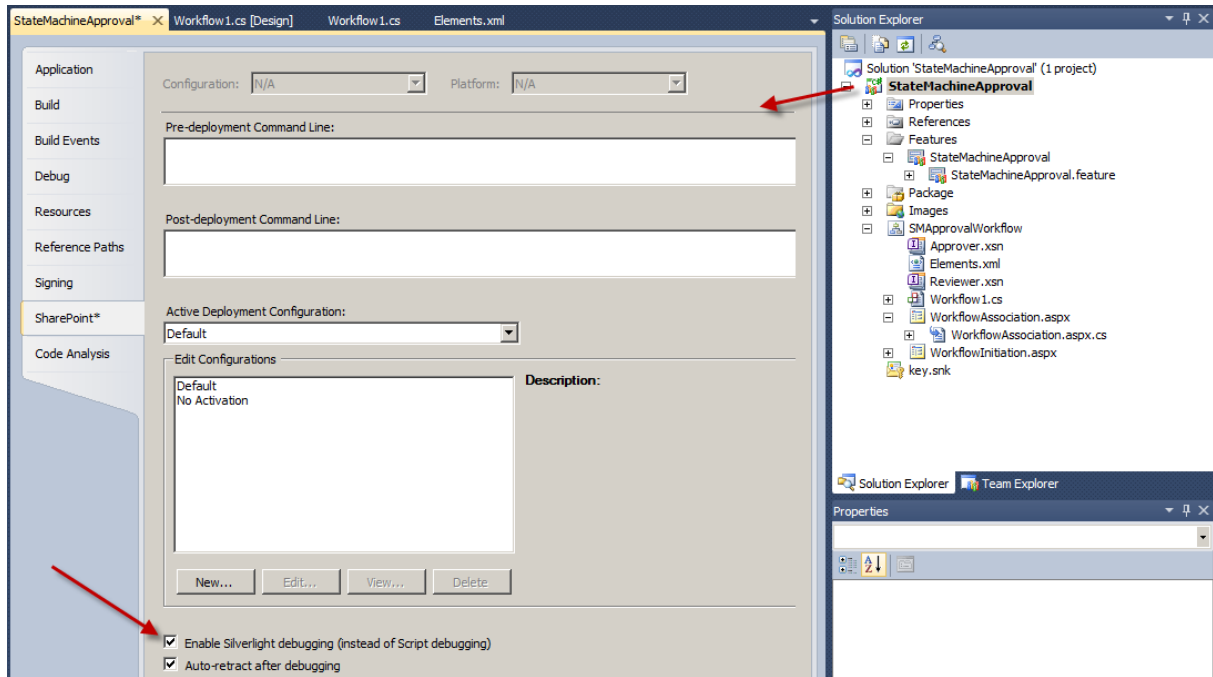 StateMachineApproval* Workflow1.cs [Design] Workflow1.cs Elements.xml
Application
Build
Build Events
Debug
Resources
Reference Paths
Signing
SharePoint*
Code Analysis
Configuration: N/A Platform: N/A
Pre-deployment Command Line:
Post-deployment Command Line:
Active Deployment Configuration:
Default
Edit Configurations
Default
No Activation
Description:
New... Edit... View... Delete
Enable Silverlight debugging (instead of Script debugging)
Auto-retract after debugging
Solution Explorer
Solution 'StateMachineApproval' (1 project)
StateMachineApproval
Properties
References
Features
StateMachineApproval
StateMachineApproval.feature
Package
Images
SMApprovalWorkflow
Approver.xsn
Elements.xml
Reviewer.xsn
Workflow1.cs
WorkflowAssociation.aspx
WorkflowAssociation.aspx.cs
WorkflowInitiation.aspx
key.snk
Solution Explorer Team Explorer
Properties